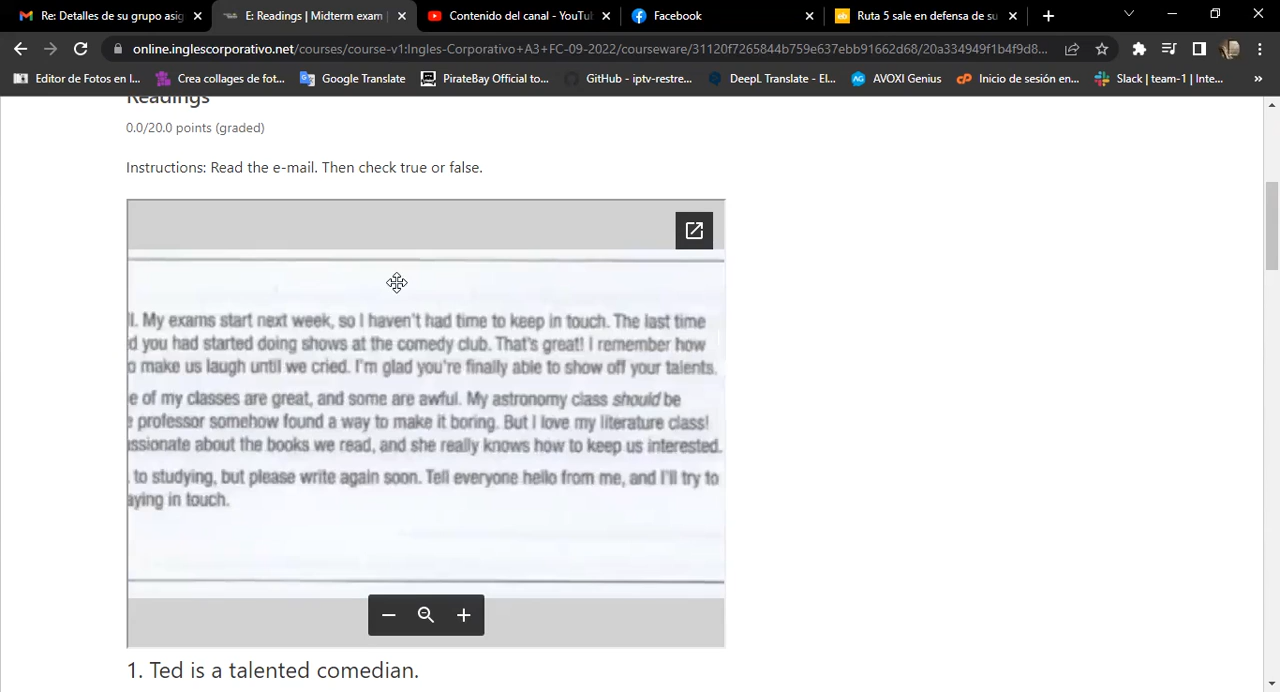 Re: Detalles de su grupo asig
E: Readings | Midterm exam
Contenido del canal - YouTu
Facebook
Ruta 5 sale en defensa de su
online.inglescorporativo.net/courses/course-v1:Ingles-Corporativo+A3+FC-09-2022/courseware/31120f7265844b759e637ebb91662d68/20a334949f1b4f9d8...
Editor de Fotos en l...
Crea collages de fot...
Google Translate
PirateBay Official to...
GitHub - iptv-restre...
DeepL Translate - El...
AVOXI Genius
Inicio de sesión en...
Slack | team-1 | Inte...
»
Readings
0.0/20.0 points (graded)
Instructions: Read the e-mail. Then check true or false.
l. My exams start next week, so I haven't had time to keep in touch. The last time
d you had started doing shows at the comedy club. That's great! I remember how
o make us laugh until we cried. I'm glad you're finally able to show off your talents.
e of my classes are great, and some are awful. My astronomy class should be
e professor somehow found a way to make it boring. But I love my literature class!
assionate about the books we read, and she really knows how to keep us interested.
to studying, but please write again soon. Tell everyone hello from me, and I'll try to
aying in touch.
1. Ted is a talented comedian.